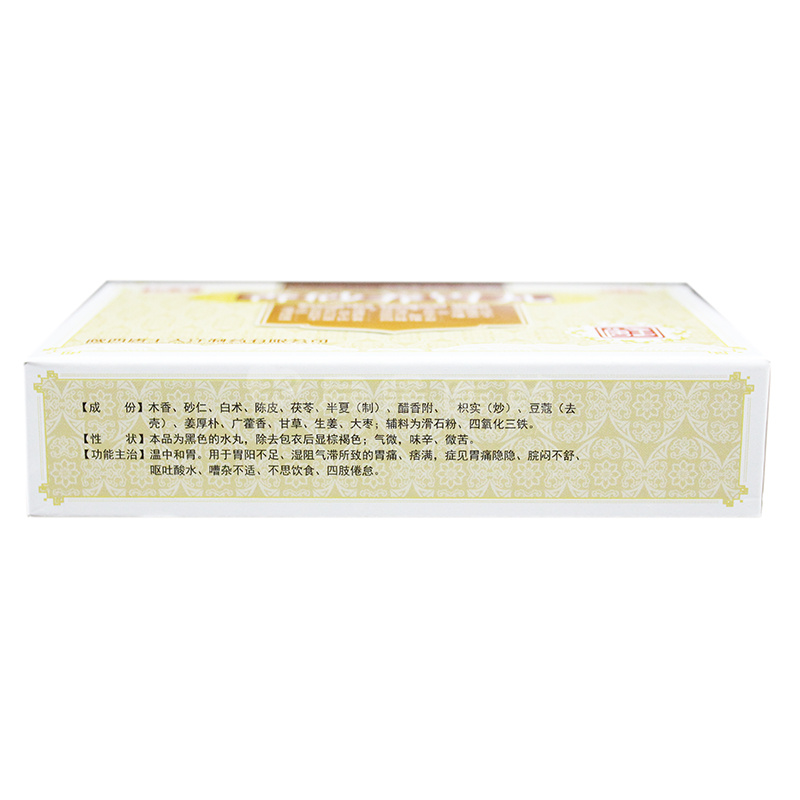 【成　份】木香、砂仁、白术、陈皮、茯苓、半夏（制）、醋香附、 枳实（炒）、豆蔻（去
壳）、姜厚朴、广藿香、甘草、生姜、大枣；辅料为滑石粉、四氧化三铁。
【性　状】本品为黑色的水丸，除去包衣后显棕褐色；气微，味辛、微苦。
【功能主治】温中和胃。用于胃阳不足、湿阻气滞所致的胃痛、痞满，症见胃痛隐隐、脘闷不舒、
呕吐酸水、嘈杂不适、不思饮食、四肢倦怠。